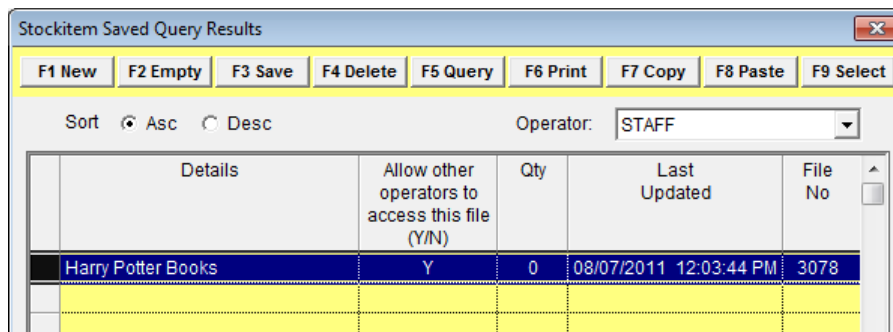 Stockitem Saved Query Results
F1 New F2 Empty F3 Save F4 Delete F5 Query F6 Print F7 Copy F8 Paste F9 Select
Sort Asc Desc Operator: STAFF
Details Allow other Qty Last File
operators to Updated No
access this file
(Y/N)
Harry Potter Books Y 0 08/07/2011 12:03:44 PM 3078